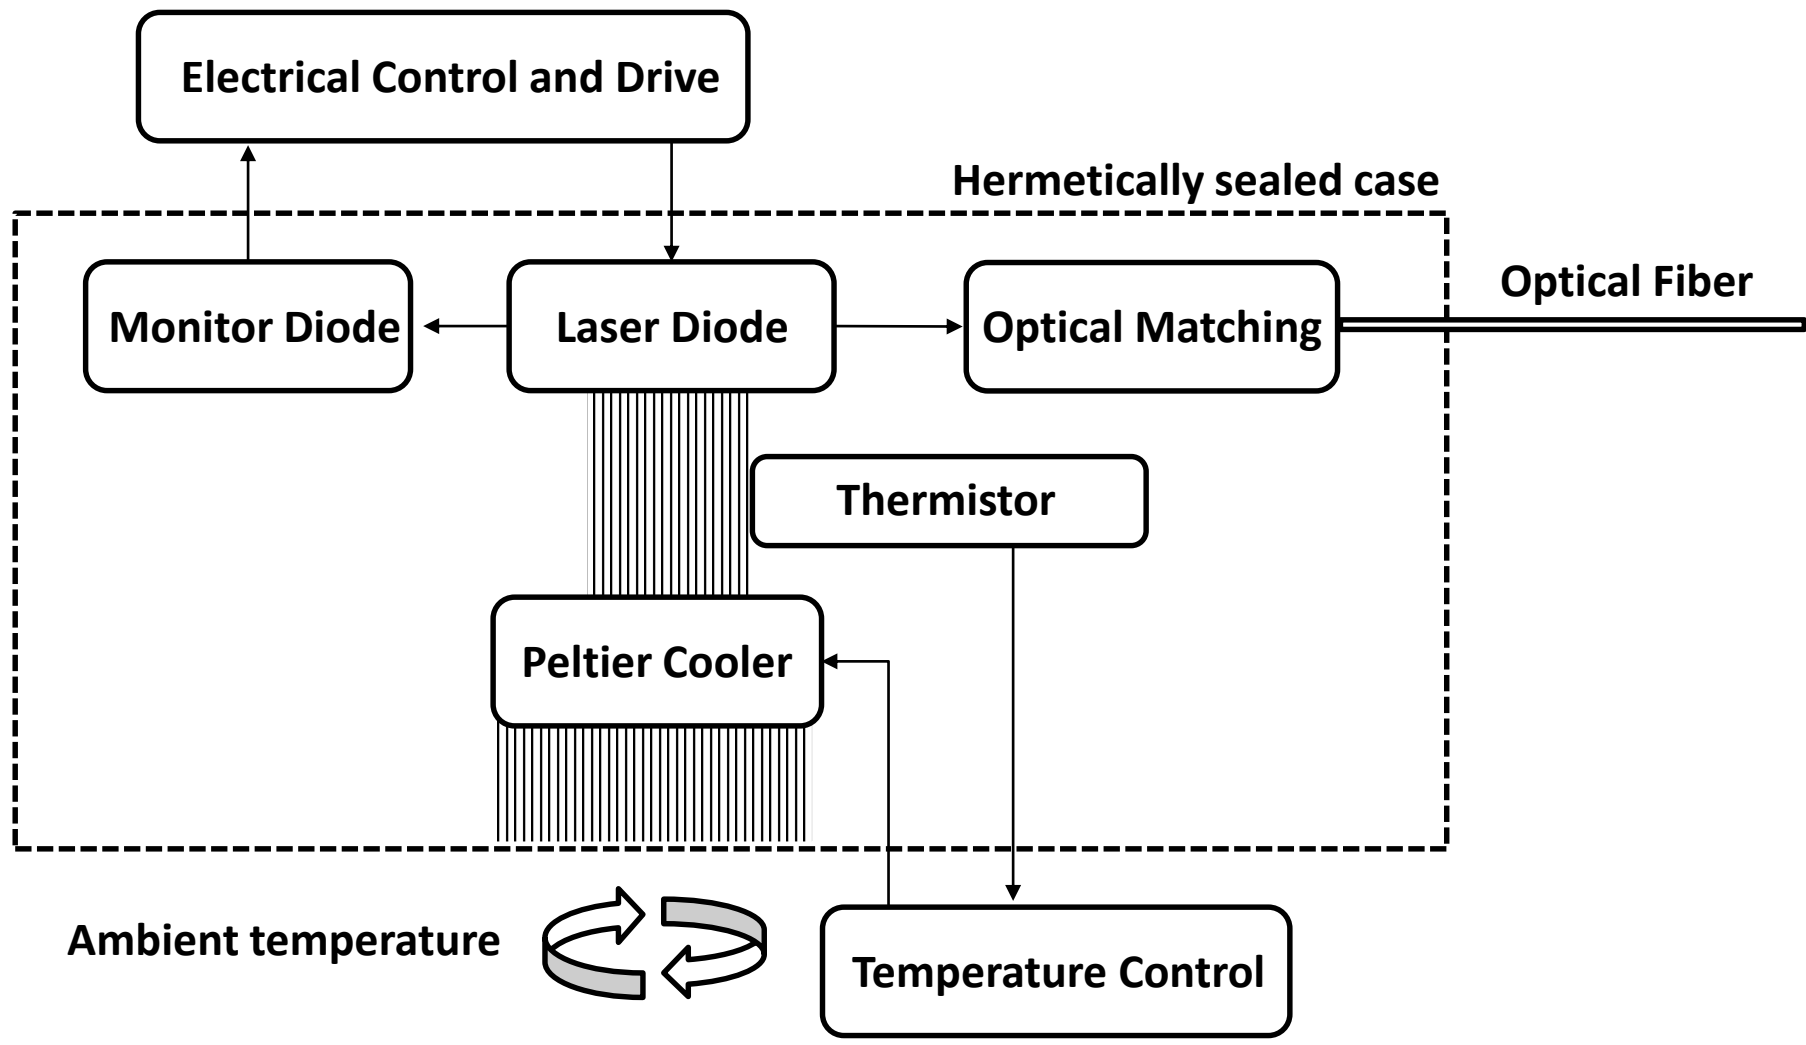 Electrical Control and Drive
Hermetically sealed case
Optical Fiber
Monitor Diode
Laser Diode
Optical Matching
Thermistor
Peltier Cooler
Ambient temperature
Temperature Control